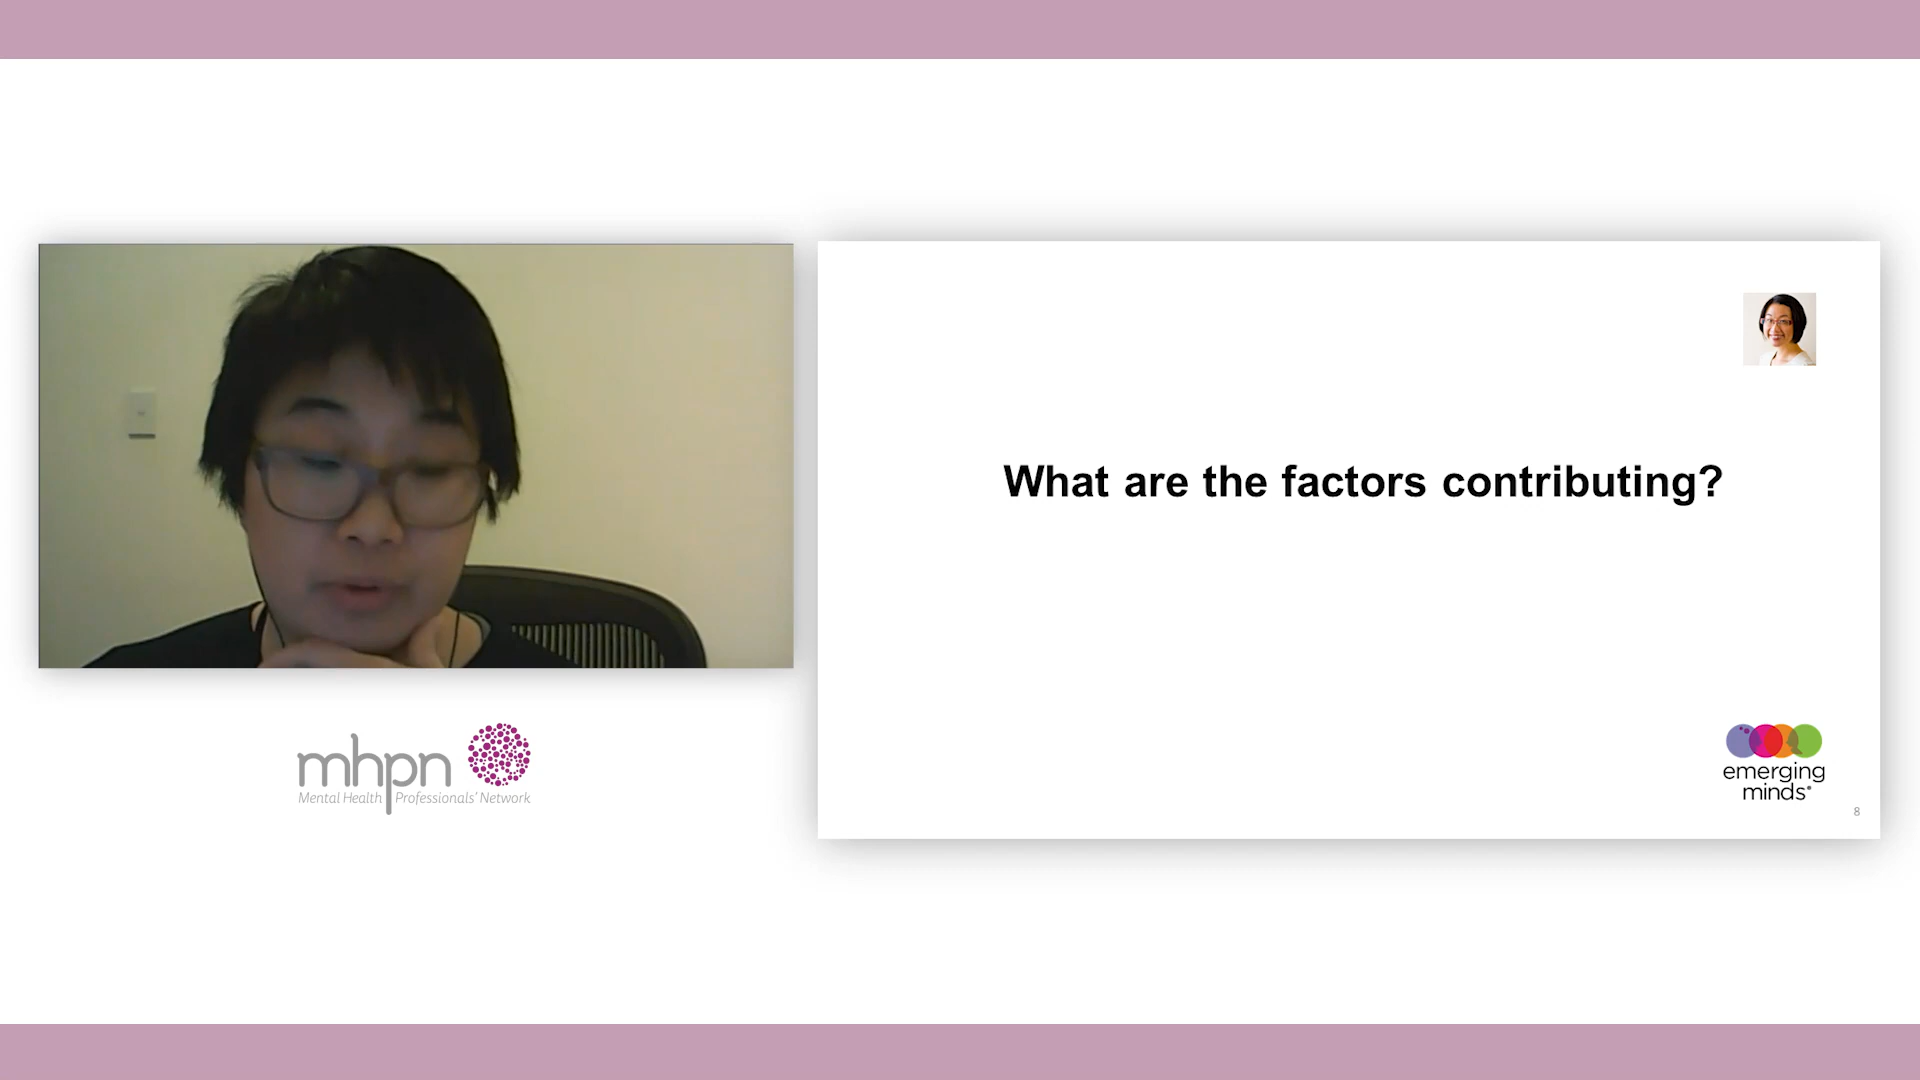 What are the factors contributing?
mhpn
Mental Health Professionals' Network
emerging
minds
8